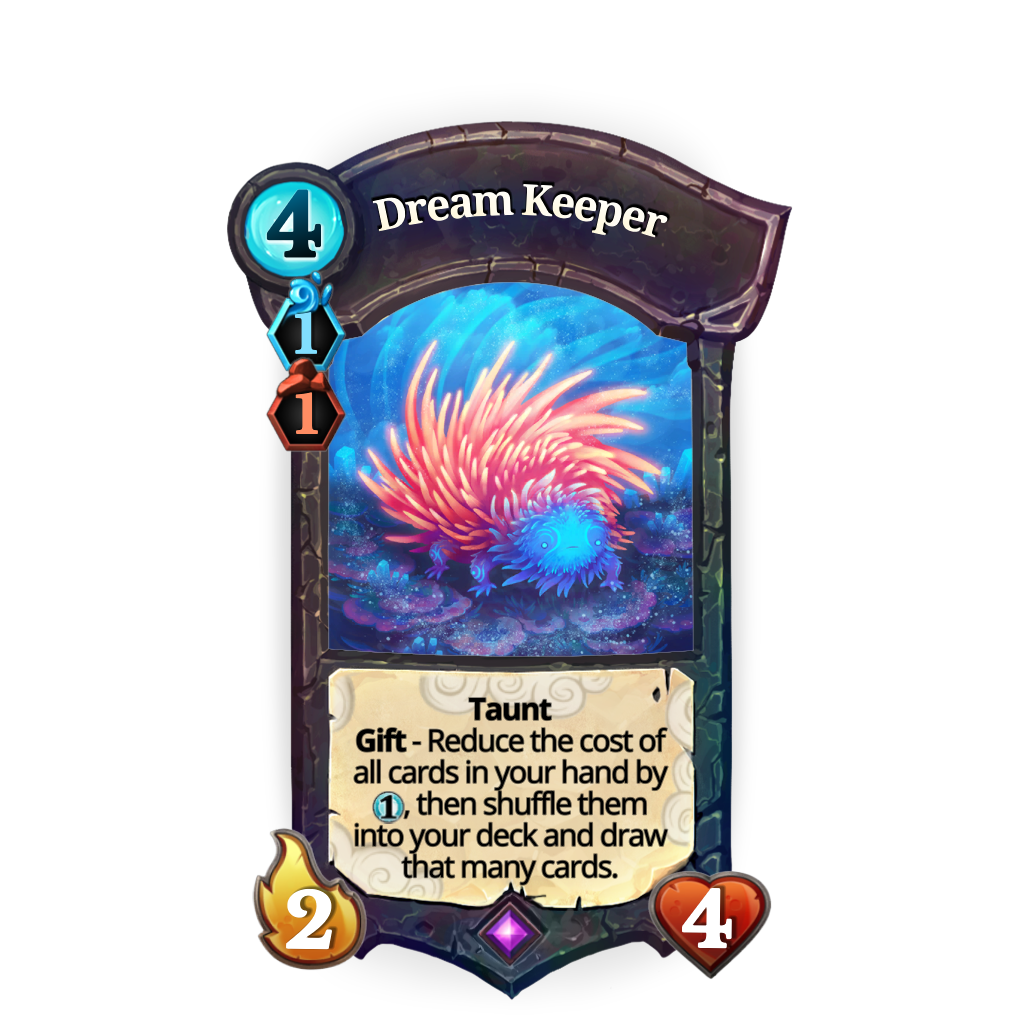 4
Dream Keeper
1
1
Taunt
Gift - Reduce the cost of
all cards in your hand by
1, then shuffle them
into your deck and draw
that many cards.
2
4